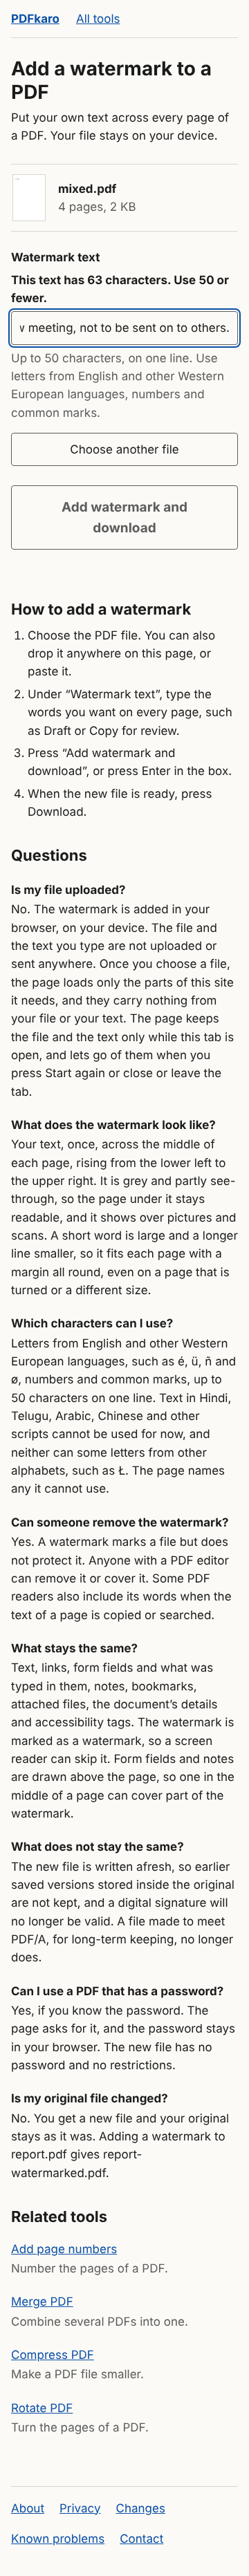 PDFkaro All tools
Add a watermark to a
PDF
Put your own text across every page of
a PDF. Your file stays on your device.
mixed.pdf
4 pages, 2 KB
Watermark text
This text has 63 characters. Use 50 or
fewer.
meeting, not to be sent on to others.
Up to 50 characters, on one line. Use
letters from English and other Western
European languages, numbers and
common marks.
Choose another file
Add watermark and
download
How to add a watermark
1. Choose the PDF file. You can also
drop it anywhere on this page, or
paste it.
2. Under “Watermark text”, type the
words you want on every page, such
as Draft or Copy for review.
3. Press “Add watermark and
download”, or press Enter in the box.
4. When the new file is ready, press
Download.
Questions
Is my file uploaded?
No. The watermark is added in your
browser, on your device. The file and
the text you type are not uploaded or
sent anywhere. Once you choose a file,
the page loads only the parts of this site
it needs, and they carry nothing from
your file or your text. The page keeps
the file and the text only while this tab is
open, and lets go of them when you
press Start again or close or leave the
tab.
What does the watermark look like?
Your text, once, across the middle of
each page, rising from the lower left to
the upper right. It is grey and partly see-
through, so the page under it stays
readable, and it shows over pictures and
scans. A short word is large and a longer
line smaller, so it fits each page with a
margin all round, even on a page that is
turned or a different size.
Which characters can I use?
Letters from English and other Western
European languages, such as é, ü, ñ and
ø, numbers and common marks, up to
50 characters on one line. Text in Hindi,
Telugu, Arabic, Chinese and other
scripts cannot be used for now, and
neither can some letters from other
alphabets, such as Ł. The page names
any it cannot use.
Can someone remove the watermark?
Yes. A watermark marks a file but does
not protect it. Anyone with a PDF editor
can remove it or cover it. Some PDF
readers also include its words when the
text of a page is copied or searched.
What stays the same?
Text, links, form fields and what was
typed in them, notes, bookmarks,
attached files, the document’s details
and accessibility tags. The watermark is
marked as a watermark, so a screen
reader can skip it. Form fields and notes
are drawn above the page, so one in the
middle of a page can cover part of the
watermark.
What does not stay the same?
The new file is written afresh, so earlier
saved versions stored inside the original
are not kept, and a digital signature will
no longer be valid. A file made to meet
PDF/A, for long-term keeping, no longer
does.
Can I use a PDF that has a password?
Yes, if you know the password. The
page asks for it, and the password stays
in your browser. The new file has no
password and no restrictions.
Is my original file changed?
No. You get a new file and your original
stays as it was. Adding a watermark to
report.pdf gives report-
watermarked.pdf.
Related tools
Add page numbers
Number the pages of a PDF.
Merge PDF
Combine several PDFs into one.
Compress PDF
Make a PDF file smaller.
Rotate PDF
Turn the pages of a PDF.
About Privacy Changes
Known problems Contact